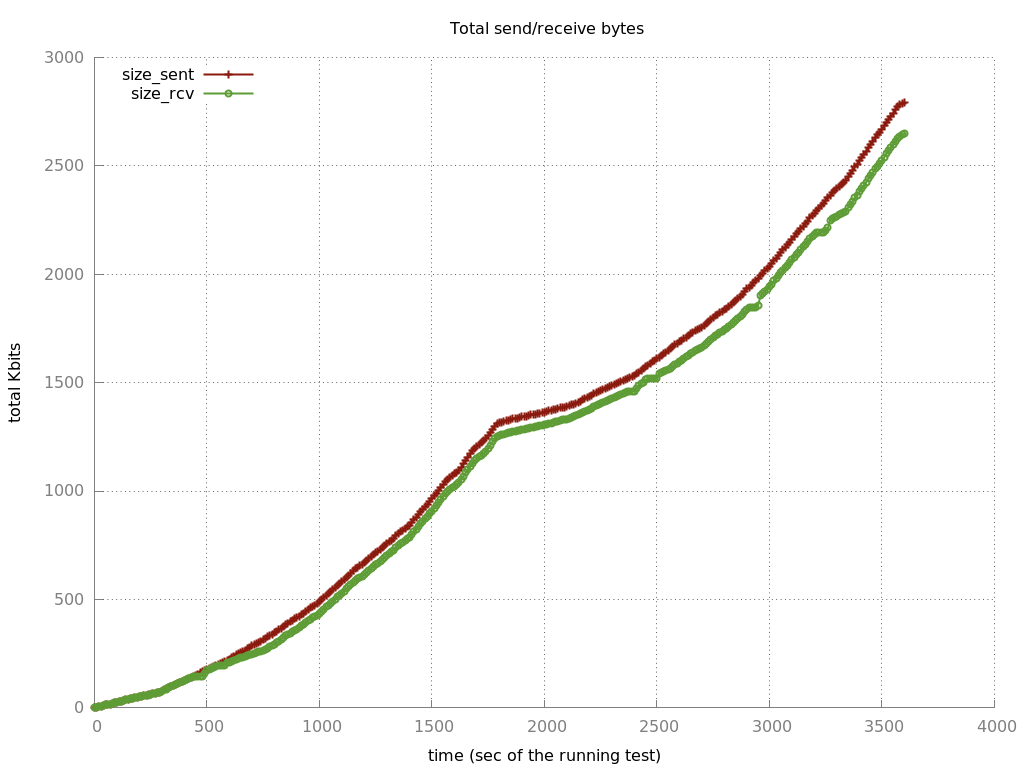 Total send/receive bytes
size_sent
size_rcv
3000
2500
2000
1500
1000
500
0
total Kbits
0 500 1000 1500 2000 2500 3000 3500 4000
time (sec of the running test)